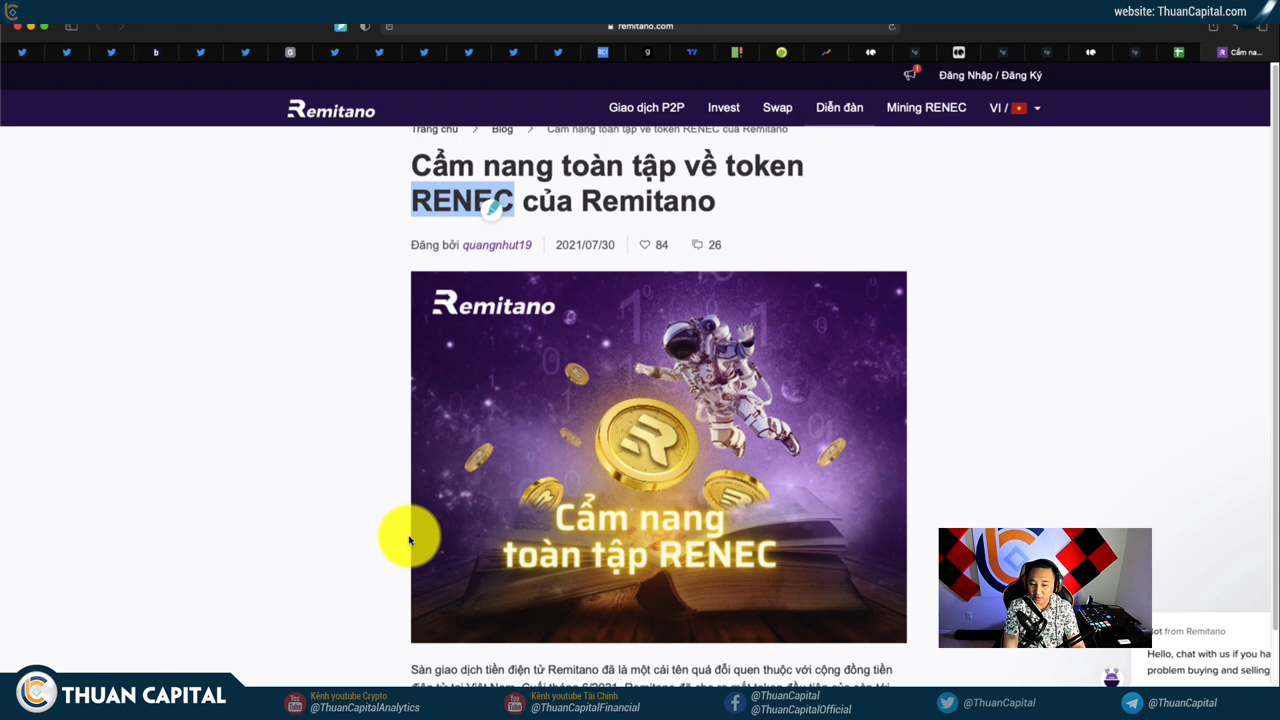 website: ThuanCapital.com
remitano.com
Cẩm na...
Đăng Nhập / Đăng Ký
Remitano
Giao dịch P2P
Invest
Swap
Diễn đàn
Mining RENEC
VI /
Trang chủ > Blog > Cẩm nang toàn tập về token RENEC của Remitano
Cẩm nang toàn tập về token
RENEC của Remitano
Đăng bởi quangnhut19
2021/07/30
84
26
Remitano
Cẩm nang
toàn tập RENEC
Bot from Remitano
Hello, chat with us if you ha
problem buying and selling
Sàn giao dịch tiền điện tử Remitano đã là một cái tên quá đỗi quen thuộc với cộng đồng tiền
THUAN CAPITAL
Kênh youtube Crypto
@ThuanCapitalAnalytics
Kênh youtube Tài Chính
@ThuanCapitalFinancial
@ThuanCapital
@ThuanCapitalOfficial
@ThuanCapital
@ThuanCapital